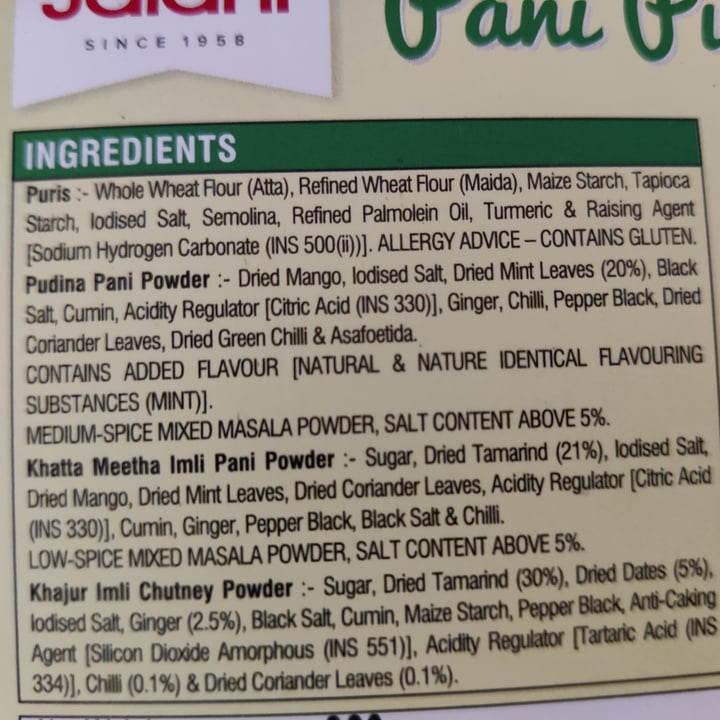 SINCE 1958
Pani
INGREDIENTS
Puris :- Whole Wheat Flour (Atta), Refined Wheat Flour (Maida), Maize Starch, Tapioca
Starch, Iodised Salt, Semolina, Refined Palmolein Oil, Turmeric & Raising Agent
[Sodium Hydrogen Carbonate (INS 500(ii))]. ALLERGY ADVICE – CONTAINS GLUTEN.
Pudina Pani Powder :- Dried Mango, Iodised Salt, Dried Mint Leaves (20%), Black
Salt, Cumin, Acidity Regulator [Citric Acid (INS 330)], Ginger, Chilli, Pepper Black, Dried
Coriander Leaves, Dried Green Chilli & Asafoetida.
CONTAINS ADDED FLAVOUR [NATURAL & NATURE IDENTICAL FLAVOURING
SUBSTANCES (MINT)].
MEDIUM-SPICE MIXED MASALA POWDER, SALT CONTENT ABOVE 5%.
Khatta Meetha Imli Pani Powder :- Sugar, Dried Tamarind (21%), Iodised Salt,
Dried Mango, Dried Mint Leaves, Dried Coriander Leaves, Acidity Regulator [Citric Acid
(INS 330)], Cumin, Ginger, Pepper Black, Black Salt & Chilli.
LOW-SPICE MIXED MASALA POWDER, SALT CONTENT ABOVE 5%.
Khajur Imli Chutney Powder :- Sugar, Dried Tamarind (30%), Dried Dates (5%),
Iodised Salt, Ginger (2.5%), Black Salt, Cumin, Maize Starch, Pepper Black, Anti-Caking
Agent [Silicon Dioxide Amorphous (INS 551)], Acidity Regulator [Tartaric Acid (INS
334)], Chilli (0.1%) & Dried Coriander Leaves (0.1%).